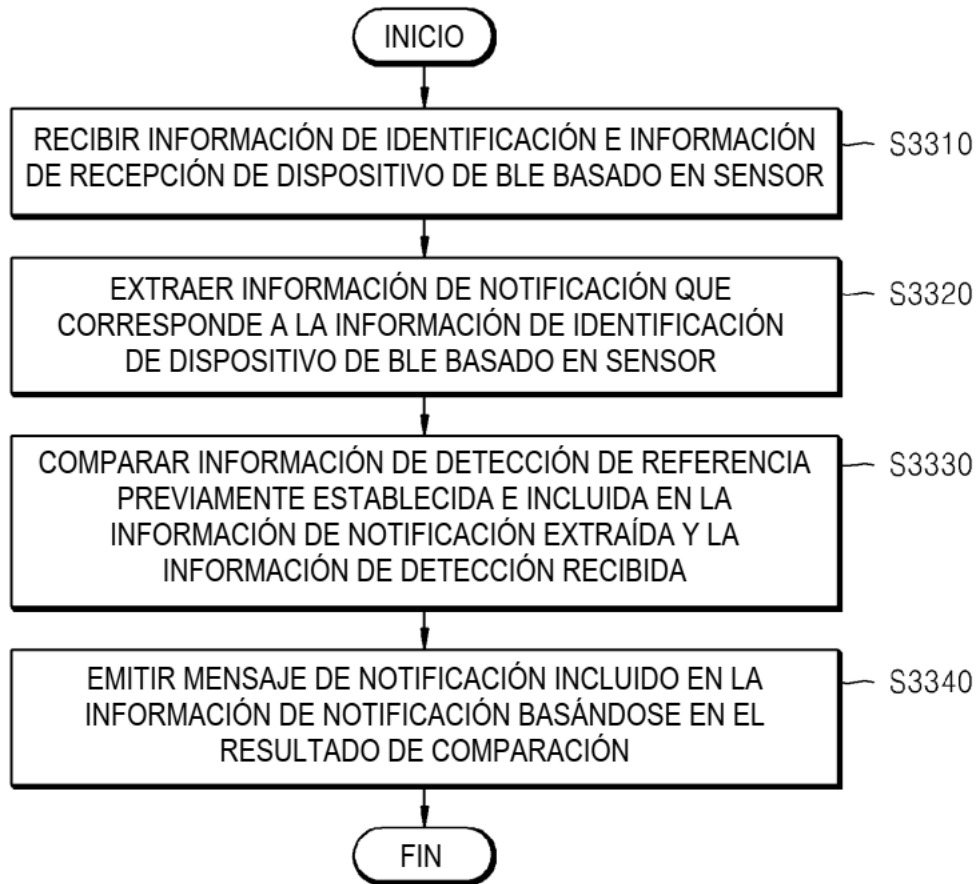 INICIO
RECIBIR INFORMACIÓN DE IDENTIFICACIÓN E INFORMACIÓN
DE RECEPCIÓN DE DISPOSITIVO DE BLE BASADO EN SENSOR
S3310
EXTRAER INFORMACIÓN DE NOTIFICACIÓN QUE
CORRESPONDE A LA INFORMACIÓN DE IDENTIFICACIÓN
DE DISPOSITIVO DE BLE BASADO EN SENSOR
S3320
COMPARAR INFORMACIÓN DE DETECCIÓN DE REFERENCIA
PREVIAMENTE ESTABLECIDA E INCLUIDA EN LA
INFORMACIÓN DE NOTIFICACIÓN EXTRAÍDA Y LA
INFORMACIÓN DE DETECCIÓN RECIBIDA
S3330
EMITIR MENSAJE DE NOTIFICACIÓN INCLUIDO EN LA
INFORMACIÓN DE NOTIFICACIÓN BASÁNDOSE EN EL
RESULTADO DE COMPARACIÓN
S3340
FIN